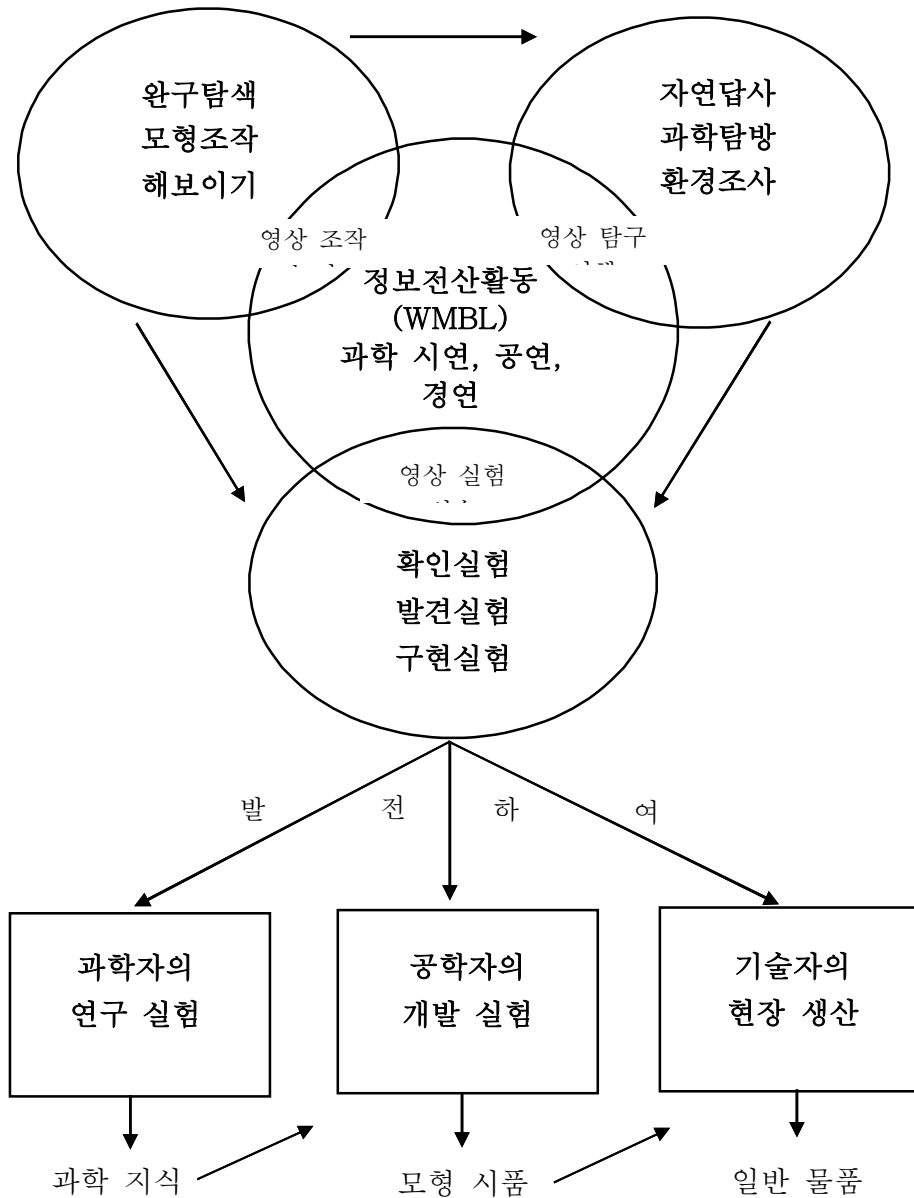 완구탐색
모형조작
해보이기
자연답사
과학탐방
환경조사
영상 조작
영상 탐구
정보전산활동
(WMBL)
과학 시연, 공연,
경연
영상 실험
확인실험
발견실험
구현실험
발 전 하 여
과학자의
연구 실험
공학자의
개발 실험
기술자의
현장 생산
과학 지식
모형 시품
일반 물품